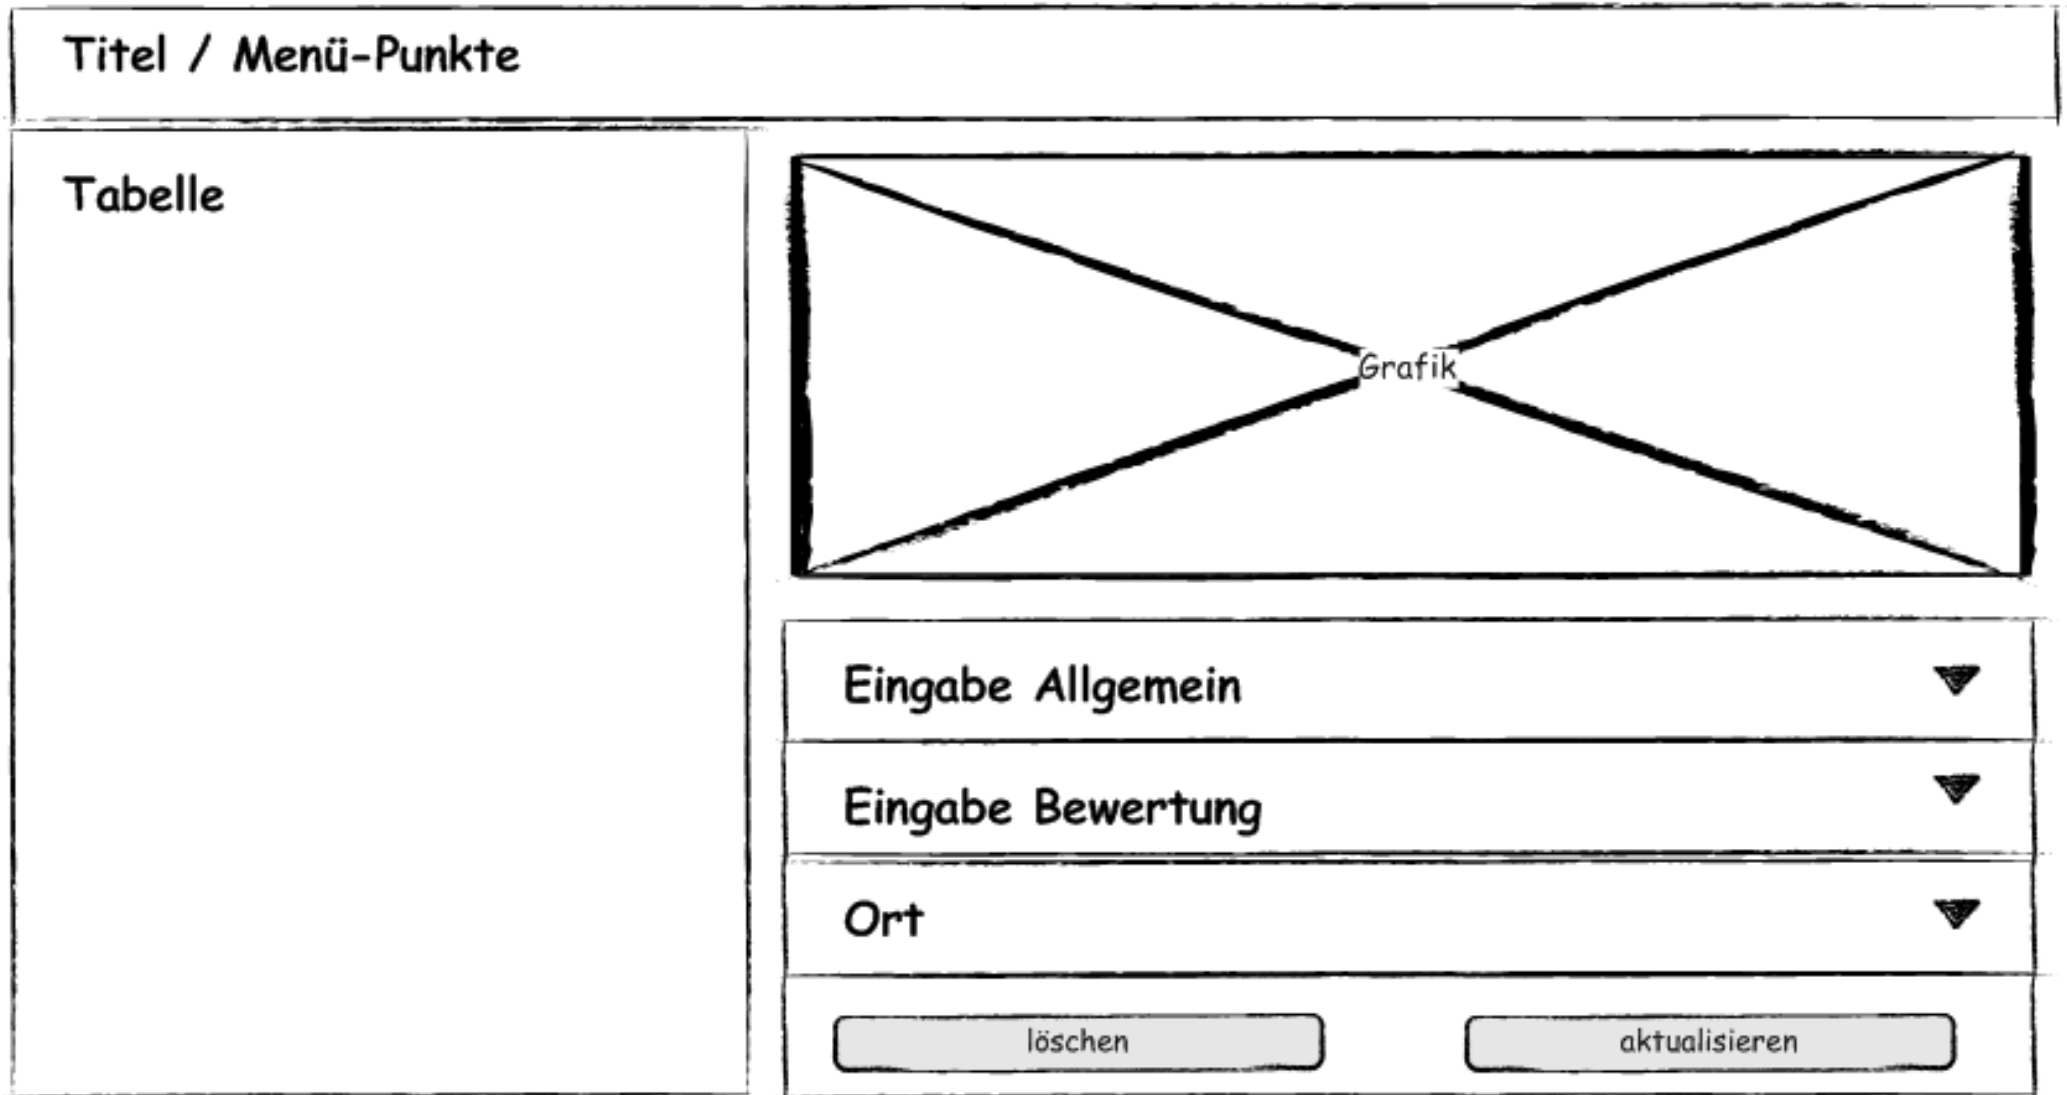 Titel / Menü-Punkte
Tabelle
Grafik
Eingabe Allgemein
Eingabe Bewertung
Ort
löschen
aktualisieren